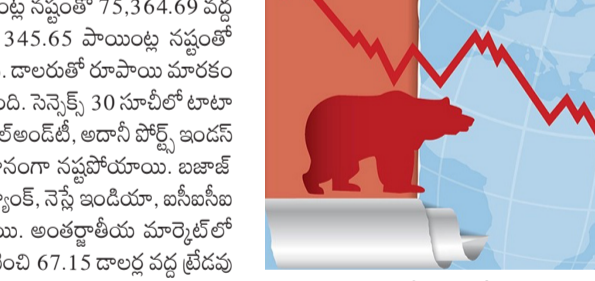 నష్టంతో 75,364.69 వద్ద
345.65 పాయింట్ల నష్టంతో
డాలరుతో రూపాయి మారకం
సెన్సెక్స్ 30 సూచీలో టాటా
అదానీ పోర్ట్స్ ఇండస్
నష్టపోయాయి. బజాజ్
నెస్లే ఇండియా, ఐసీఐసీఐ
అంతర్జాతీయ మార్కెట్‌లో
67.15 డాలర్ల వద్ద ట్రేడవు